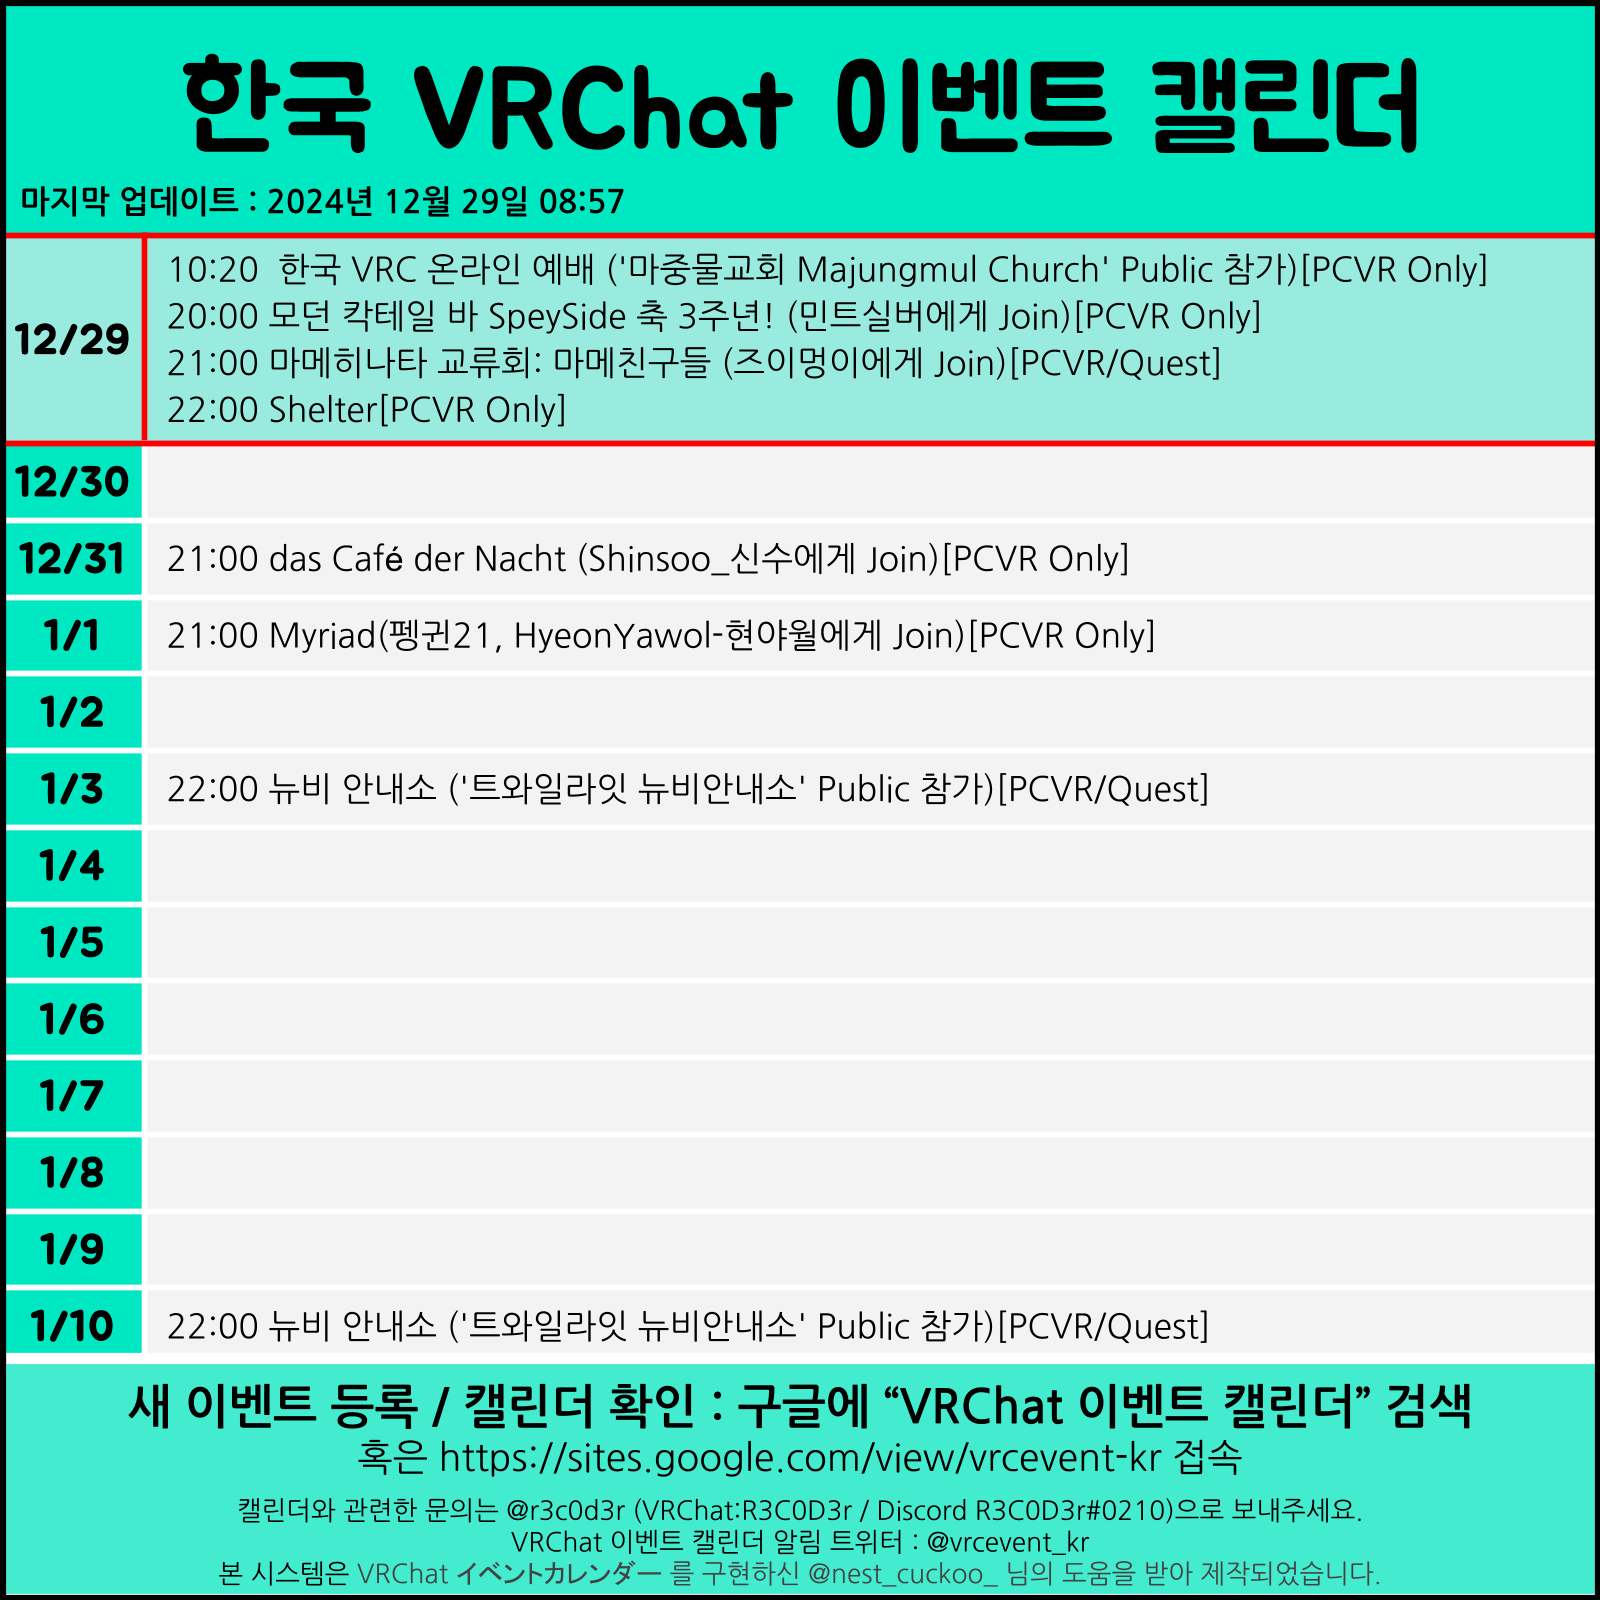 한국 VRChat 이벤트 캘린더
마지막 업데이트 : 2024년 12월 29일 08:57
12/29
10:20 한국 VRC 온라인 예배 ('마중물교회 Majungmul Church' Public 참가)[PCVR Only]
20:00 모던 칵테일 바 SpeySide 축 3주년! (민트실버에게 Join)[PCVR Only]
21:00 마메히나타 교류회: 마메친구들 (즈이멍이에게 Join)[PCVR/Quest]
22:00 Shelter[PCVR Only]
12/30
12/31 21:00 das Café der Nacht (Shinsoo_신수에게 Join)[PCVR Only]
1/1 21:00 Myriad(펭귄21, HyeonYawol-현야월에게 Join)[PCVR Only]
1/2
1/3 22:00 뉴비 안내소 ('트와일라잇 뉴비안내소' Public 참가)[PCVR/Quest]
1/4
1/5
1/6
1/7
1/8
1/9
1/10 22:00 뉴비 안내소 ('트와일라잇 뉴비안내소' Public 참가)[PCVR/Quest]
새 이벤트 등록 / 캘린더 확인 : 구글에 “VRChat 이벤트 캘린더” 검색
혹은 https://sites.google.com/view/vrcevent-kr 접속
캘린더와 관련한 문의는 @r3c0d3r (VRChat:R3C0D3r / Discord R3C0D3r#0210)으로 보내주세요.
VRChat 이벤트 캘린더 알림 트위터 : @vrcevent_kr
본 시스템은 VRChat イベントカレンダー 를 구현하신 @nest_cuckoo_ 님의 도움을 받아 제작되었습니다.